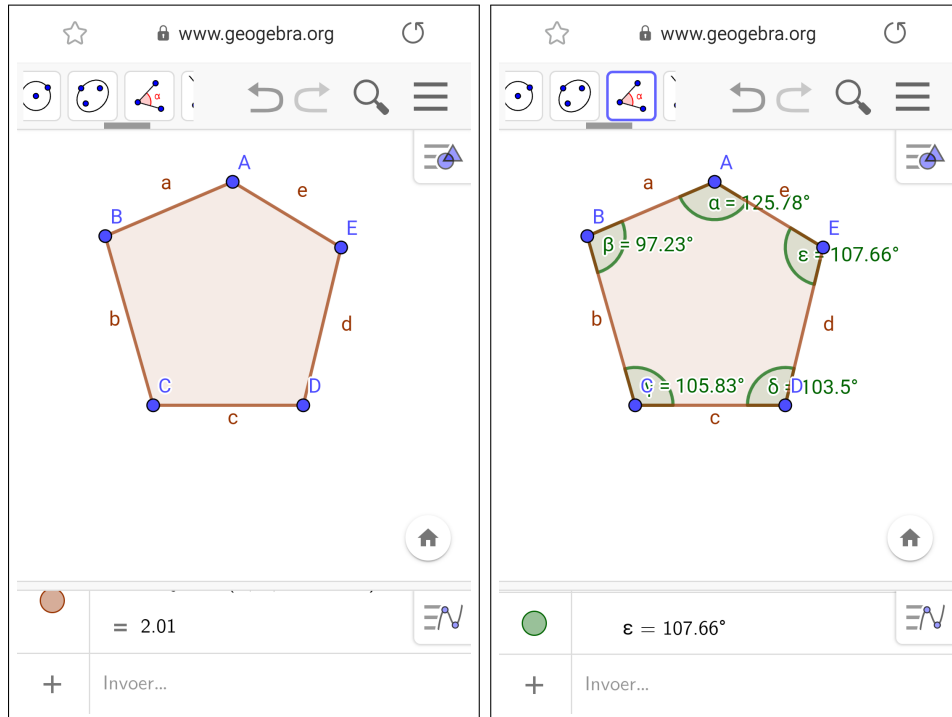 www.geogebra.org
α
A
a
e
B
E
b
d
C
D
c
= 2.01
Invoer...
www.geogebra.org
α
A
a
e
α = 125.78°
B
E
β = 97.23°
ε = 107.66°
b
d
C
= 105.83°
δ = 103.5°
D
c
ε = 107.66°
Invoer...